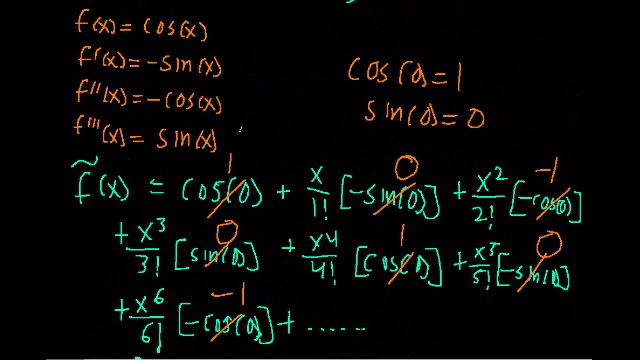 f(x) = cos(x)
f'(x) = -sin(x)
f''(x) = -cos(x)
f'''(x) = sin(x)
cos(0) = 1
sin(0) = 0
1 0 -1
f̃(x) = cos(0) + x/1! [-sin(0)] + x²/2! [-cos(0)]
0 1 0
+ x³/3! [sin(0)] + x⁴/4! [cos(0)] + x⁵/5! [-sin(0)]
-1
+ x⁶/6! [-cos(0)] + ......